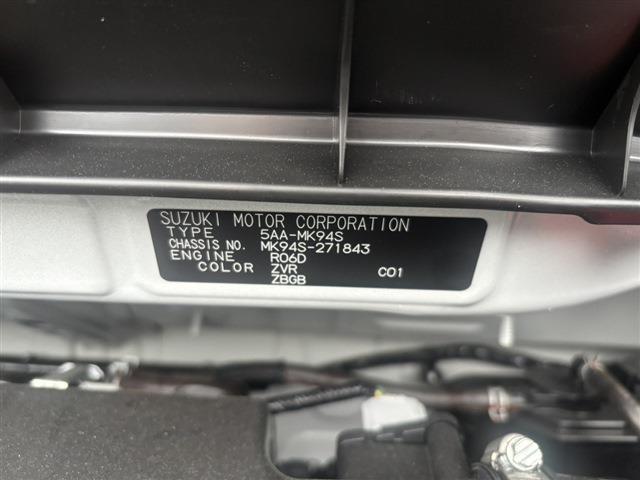 SUZUKI MOTOR CORPORATION
TYPE 5AA-MK94S
CHASSIS NO. MK94S-271843
ENGINE R06D
COLOR ZVR C01
ZBGB